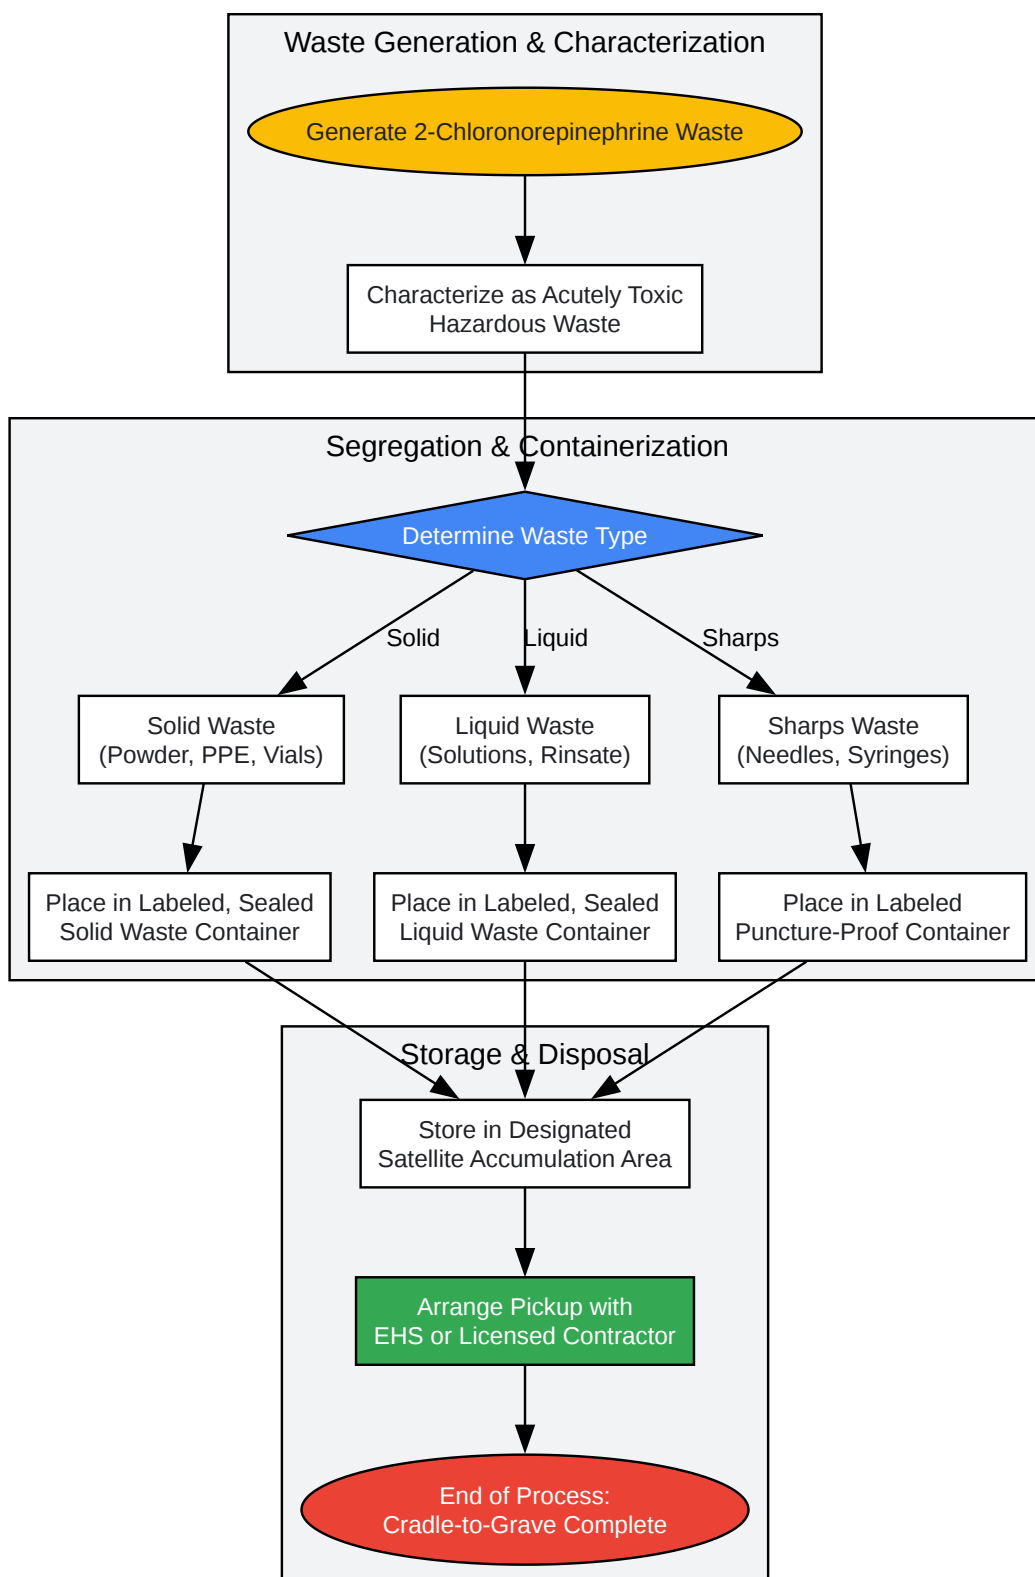 Waste Generation & Characterization
Generate 2-Chloronorepinephrine Waste
Characterize as Acutely Toxic
Hazardous Waste
Segregation & Containerization
Determine Waste Type
Solid
Liquid
Sharps
Solid Waste
(Powder, PPE, Vials)
Liquid Waste
(Solutions, Rinsate)
Sharps Waste
(Needles, Syringes)
Place in Labeled, Sealed
Solid Waste Container
Place in Labeled, Sealed
Liquid Waste Container
Place in Labeled
Puncture-Proof Container
Storage & Disposal
Store in Designated
Satellite Accumulation Area
Arrange Pickup with
EHS or Licensed Contractor
End of Process:
Cradle-to-Grave Complete